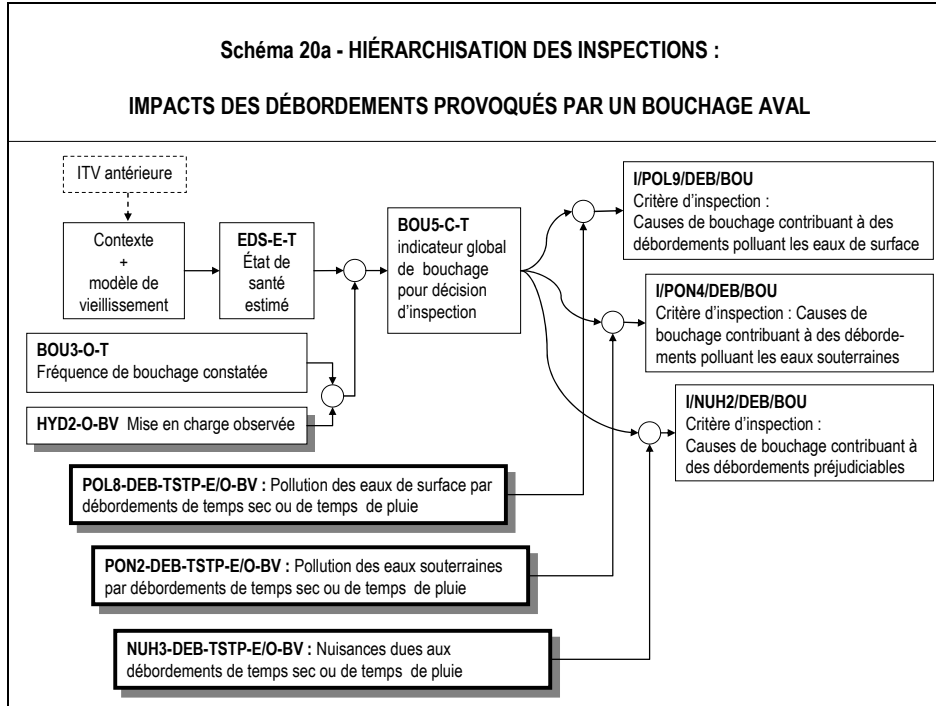 Schéma 20a - HIÉRARCHISATION DES INSPECTIONS :
IMPACTS DES DÉBORDEMENTS PROVOQUÉS PAR UN BOUCHAGE AVAL
ITV antérieure
Contexte
+
modèle de
vieillissement
EDS-E-T
État de
santé
estimé
BOU5-C-T
indicateur global
de bouchage
pour décision
d'inspection
I/POL9/DEB/BOU
Critère d'inspection :
Causes de bouchage contribuant à des
débordements polluant les eaux de surface
I/PON4/DEB/BOU
Critère d'inspection : Causes de
bouchage contribuant à des déborde-
ments polluant les eaux souterraines
BOU3-O-T
Fréquence de bouchage constatée
HYD2-O-BV Mise en charge observée
I/NUH2/DEB/BOU
Critère d'inspection :
Causes de bouchage contribuant à
des débordements préjudiciables
POL8-DEB-TSTP-E/O-BV : Pollution des eaux de surface par
débordements de temps sec ou de temps de pluie
PON2-DEB-TSTP-E/O-BV : Pollution des eaux souterraines
par débordements de temps sec ou de temps de pluie
NUH3-DEB-TSTP-E/O-BV : Nuisances dues aux
débordements de temps sec ou de temps de pluie